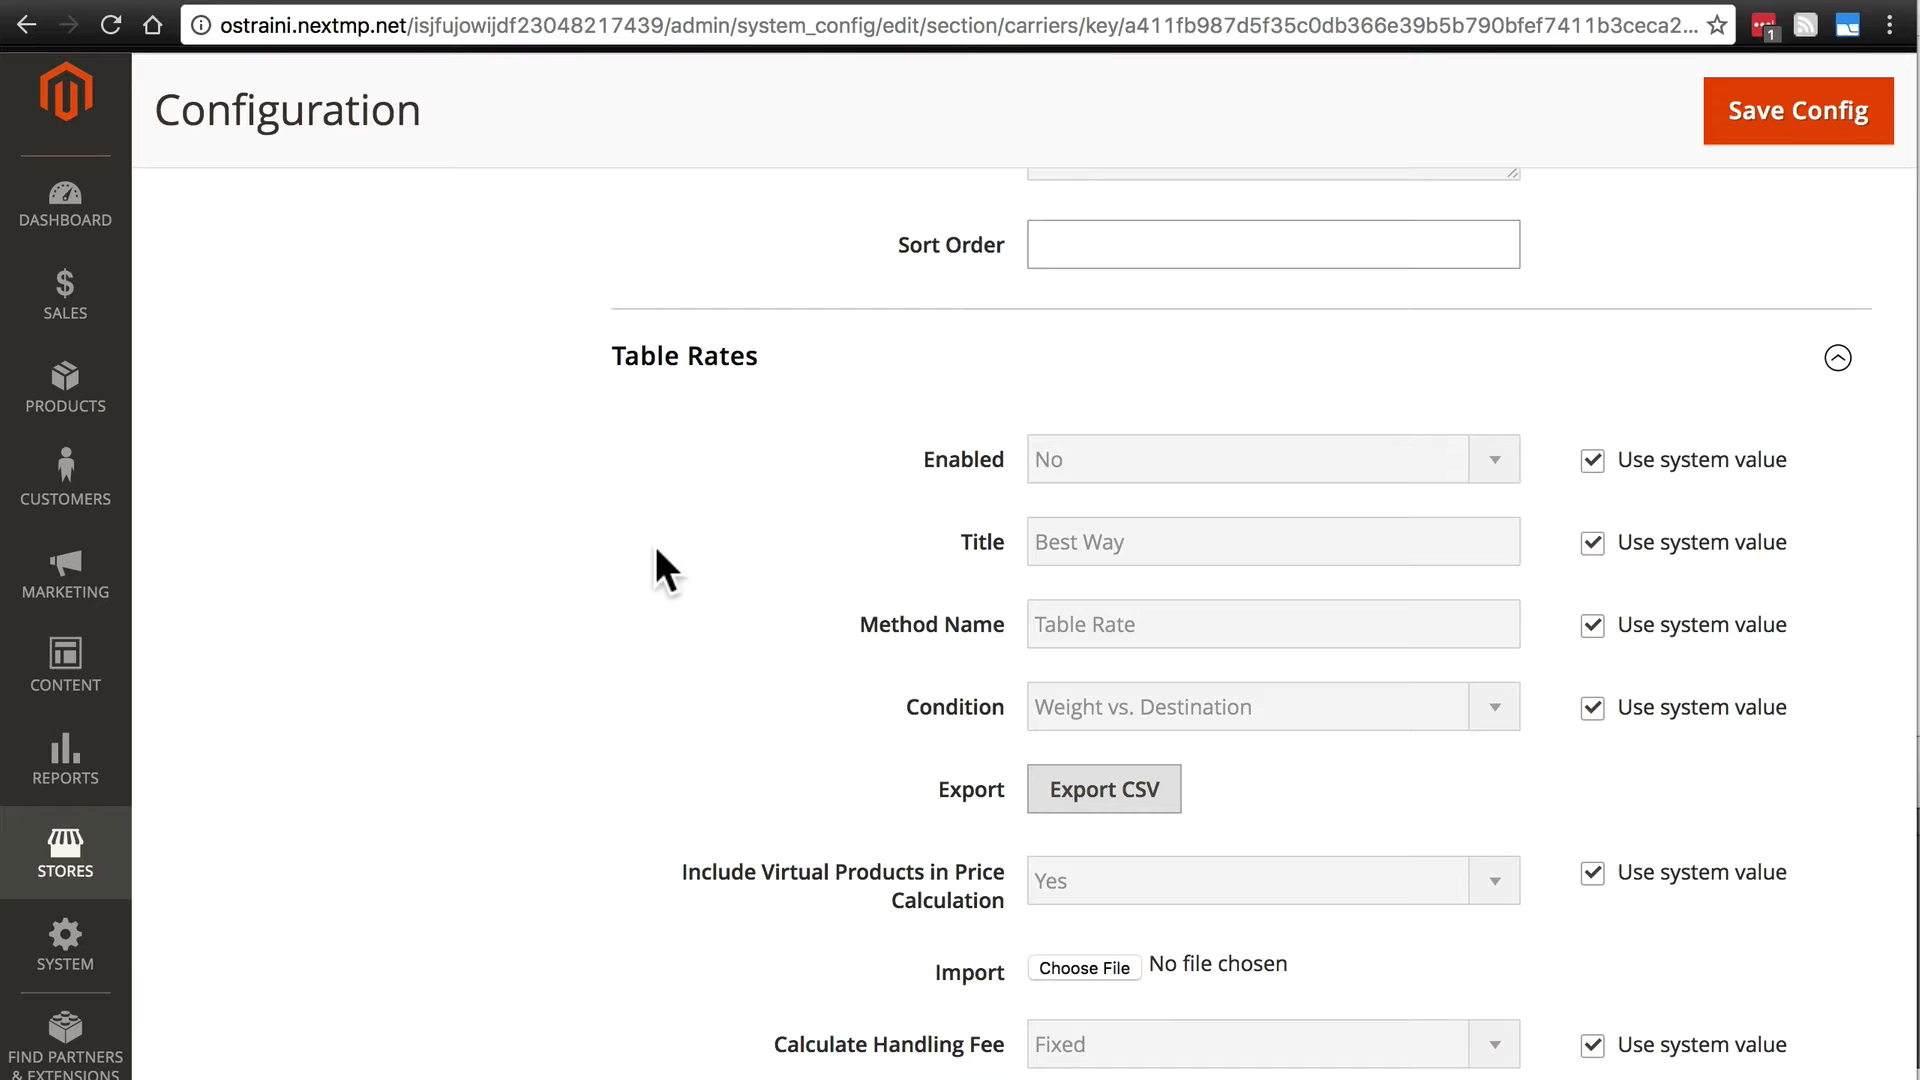 ostraini.nextmp.net/isjfujowijdf23048217439/admin/system_config/edit/section/carriers/key/a411fb987d5f35c0db366e39b5b790bfef7411b3ceca2...
1
Configuration
Save Config
DASHBOARD
SALES
PRODUCTS
CUSTOMERS
MARKETING
CONTENT
REPORTS
STORES
SYSTEM
FIND PARTNERS
& EXTENSIONS
Sort Order
Table Rates
Enabled No Use system value
Title Best Way Use system value
Method Name Table Rate Use system value
Condition Weight vs. Destination Use system value
Export Export CSV
Include Virtual Products in Price
Calculation Yes Use system value
Import Choose File No file chosen
Calculate Handling Fee Fixed Use system value